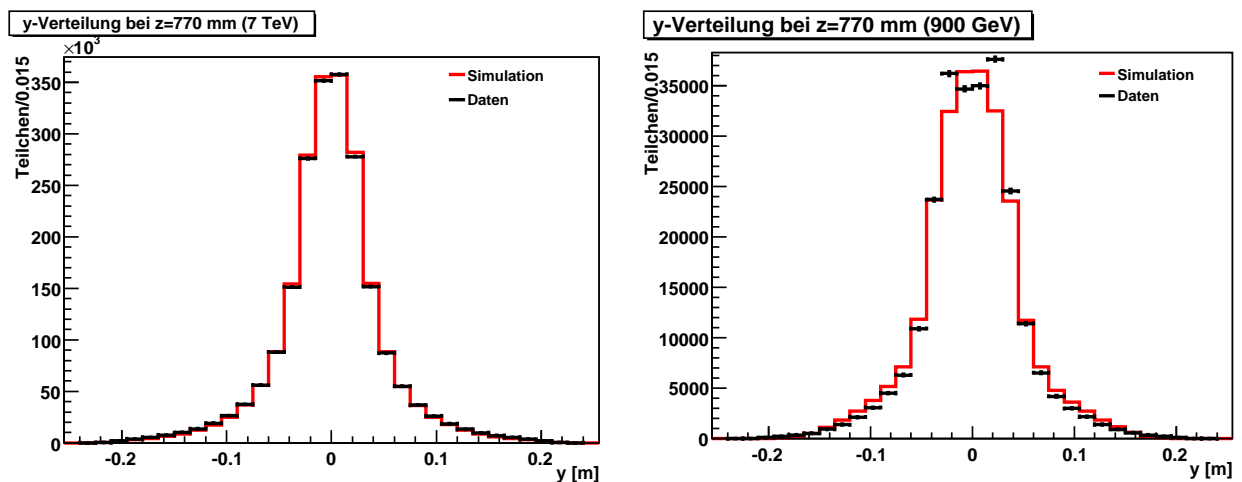 y-Verteilung bei z=770 mm (7 TeV)
×10³
Teilchen/0.015
350
300
250
200
150
100
50
0
-0.2
-0.1
0
0.1
0.2
y [m]
Simulation
Daten
y-Verteilung bei z=770 mm (900 GeV)
Teilchen/0.015
35000
30000
25000
20000
15000
10000
5000
0
-0.2
-0.1
0
0.1
0.2
y [m]
Simulation
Daten